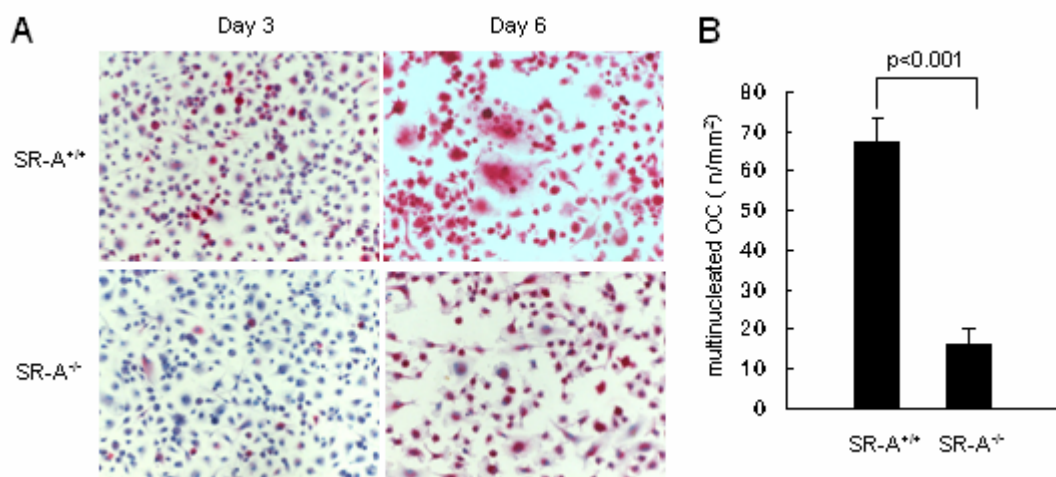 A
Day 3
Day 6
SR-A⁺/⁺
SR-A⁻/⁻
B
p<0.001
multinucleated OC ( n/mm²)
80
70
60
50
40
30
20
10
0
SR-A⁺/⁺
SR-A⁻/⁻